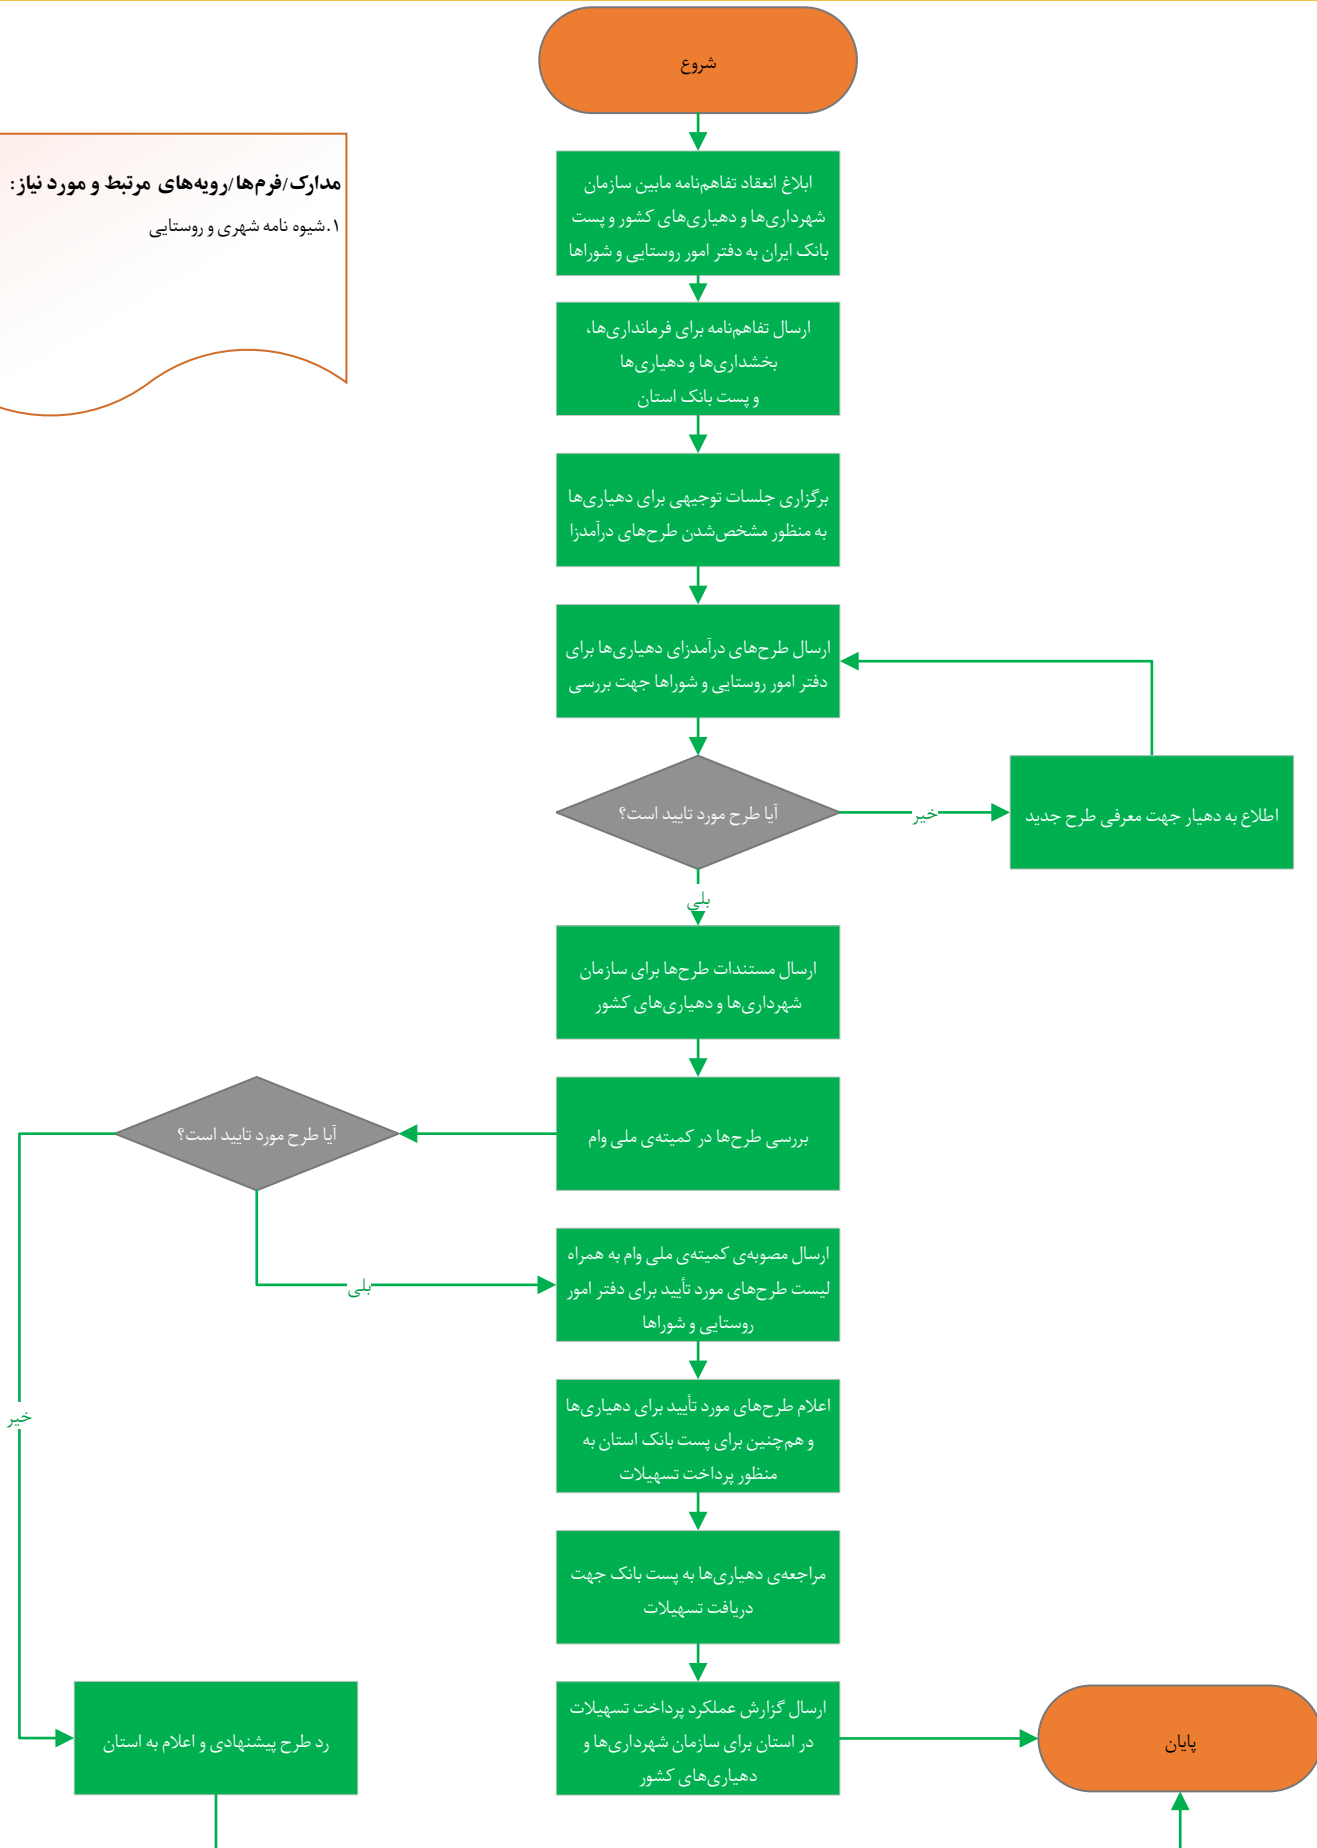 شروع
مدارک/فرم‌ها/رویه‌های مرتبط و مورد نیاز:
۱.شیوه نامه شهری و روستایی
ابلاغ انعقاد تفاهم‌نامه مابین سازمان
شهرداری‌ها و دهیاری‌های کشور و پست
بانک ایران به دفتر امور روستایی و شوراها
ارسال تفاهم‌نامه برای فرمانداری‌ها،
بخشداری‌ها و دهیاری‌ها
و پست بانک استان
برگزاری جلسات توجیهی برای دهیاری‌ها
به منظور مشخص‌شدن طرح‌های درآمدزا
ارسال طرح‌های درآمدزای دهیاری‌ها برای
دفتر امور روستایی و شوراها جهت بررسی
آیا طرح مورد تایید است؟
خیر
اطلاع به دهیار جهت معرفی طرح جدید
بلی
ارسال مستندات طرح‌ها برای سازمان
شهرداری‌ها و دهیاری‌های کشور
بررسی طرح‌ها در کمیته‌ی ملی وام
آیا طرح مورد تایید است؟
بلی
ارسال مصوبه‌ی کمیته‌ی ملی وام به همراه
لیست طرح‌های مورد تأیید برای دفتر امور
روستایی و شوراها
اعلام طرح‌های مورد تأیید برای دهیاری‌ها
و هم‌چنین برای پست بانک استان به
منظور پرداخت تسهیلات
خیر
مراجعه‌ی دهیاری‌ها به پست بانک جهت
دریافت تسهیلات
ارسال گزارش عملکرد پرداخت تسهیلات
در استان برای سازمان شهرداری‌ها و
دهیاری‌های کشور
رد طرح پیشنهادی و اعلام به استان
پایان